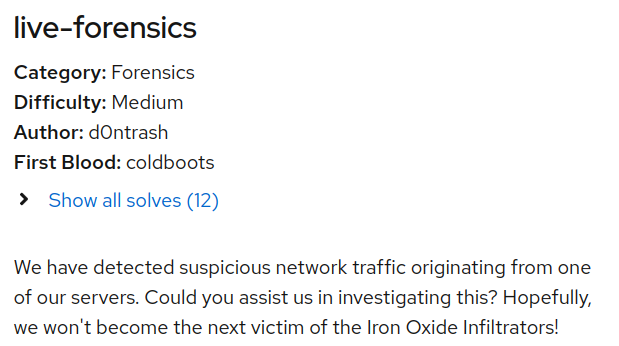 live-forensics
Category: Forensics
Difficulty: Medium
Author: d0ntrash
First Blood: coldboots
Show all solves (12)
We have detected suspicious network traffic originating from one
of our servers. Could you assist us in investigating this? Hopefully,
we won't become the next victim of the Iron Oxide Infiltrators!